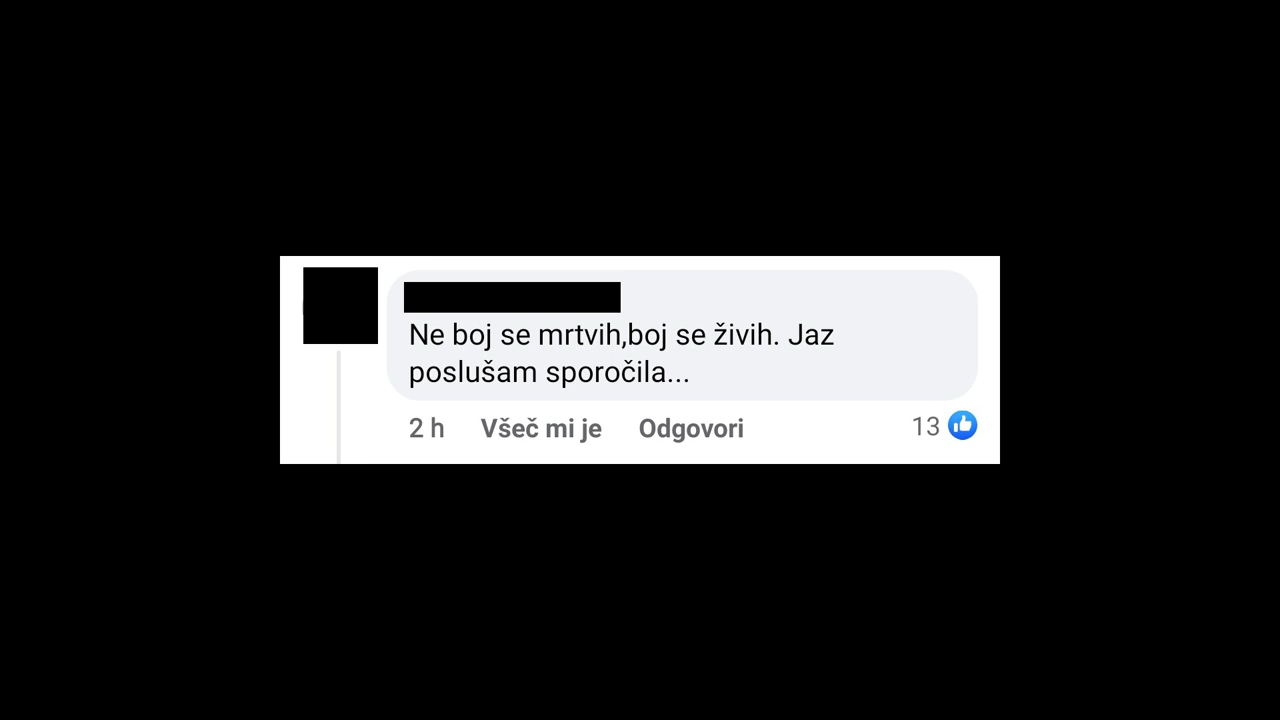 Ne boj se mrtvih,boj se živih. Jaz
poslušam sporočila...
2 h Všeč mi je Odgovori 13